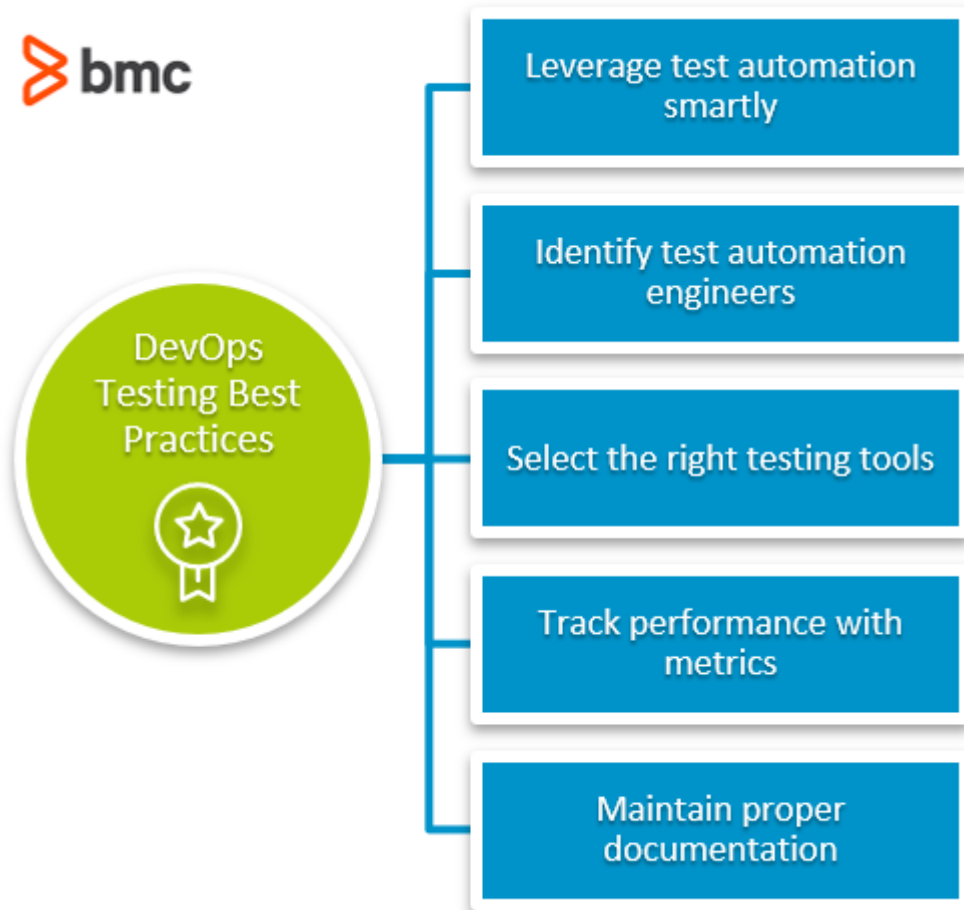 bmc
DevOps
Testing Best
Practices
Leverage test automation
smartly
Identify test automation
engineers
Select the right testing tools
Track performance with
metrics
Maintain proper
documentation